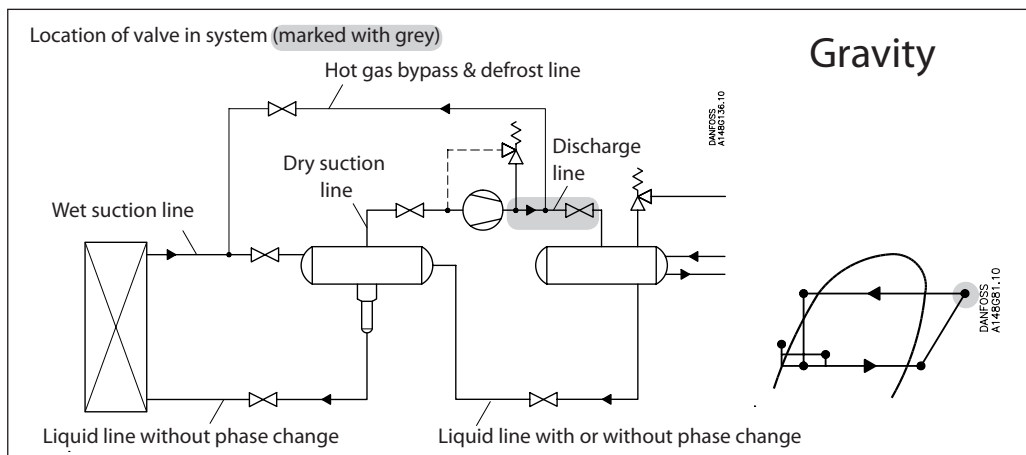 Location of valve in system (marked with grey)
Gravity
Hot gas bypass & defrost line
DANFOSS
A148G136.10
Discharge
line
Dry suction
line
Wet suction line
DANFOSS
A148G81.10
Liquid line without phase change
Liquid line with or without phase change